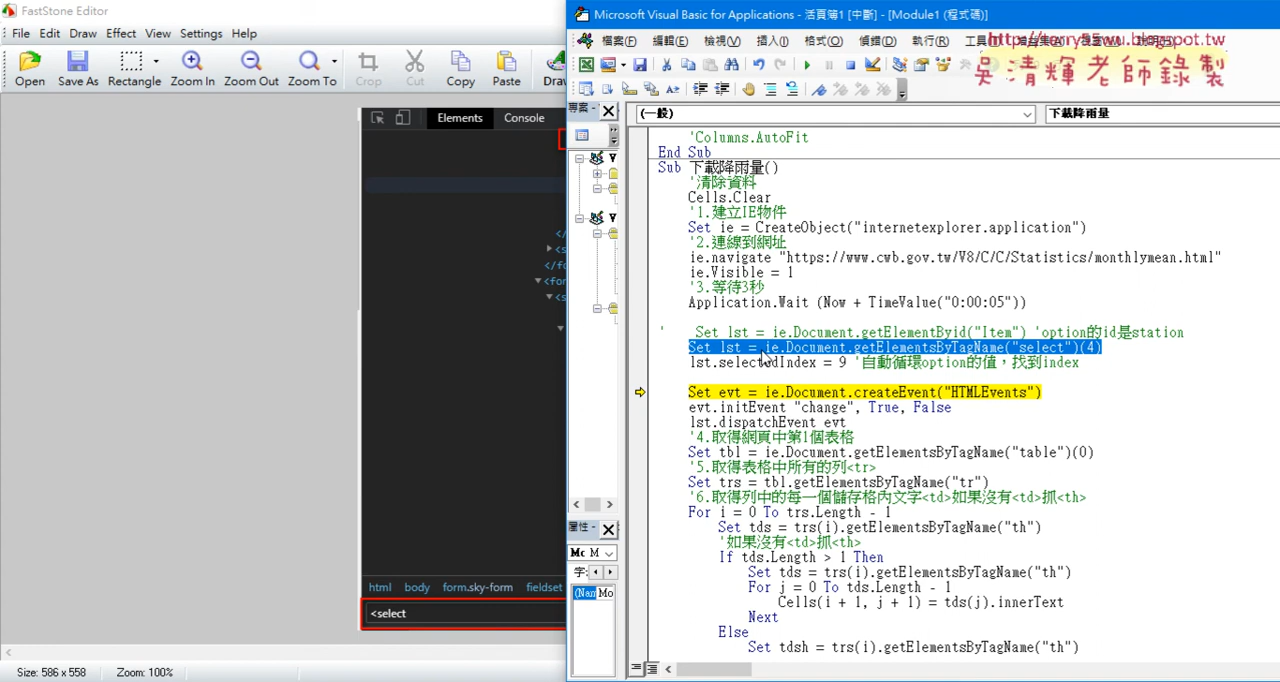 FastStone Editor
File Edit Draw Effect View Settings Help
Open Save As Rectangle Zoom In Zoom Out Zoom To Crop Cut Copy Paste Drav
Elements Console
</
▶<s
</fo
▼<for
▼<s
html body form.sky-form fieldset
<select
Size: 586 x 558 Zoom: 100%
Microsoft Visual Basic for Applications - 活頁簿1 [中斷] - [Module1 (程式碼)]
檔案(F) 編輯(E) 檢視(V) 插入(I) 格式(O) 偵錯(D) 執行(R)
吳清輝老師錄製
專案 -
(一般) 下載降雨量
'Columns.AutoFit
End Sub
Sub 下載降雨量()
'清除資料
Cells.Clear
'1.建立IE物件
Set ie = CreateObject("internetexplorer.application")
'2.連線到網址
ie.navigate "https://www.cwb.gov.tw/V8/C/C/Statistics/monthlymean.html"
ie.Visible = 1
'3.等待3秒
Application.Wait (Now + TimeValue("0:00:05"))
' Set lst = ie.Document.getElementByid("Item") 'option的id是station
Set lst = ie.Document.getElementsByTagName("select")(4)
lst.selectedIndex = 9 '自動循環option的值，找到index
Set evt = ie.Document.createEvent("HTMLEvents")
evt.initEvent "change", True, False
lst.dispatchEvent evt
'4.取得網頁中第1個表格
Set tbl = ie.Document.getElementsByTagName("table")(0)
'5.取得表格中所有的列<tr>
Set trs = tbl.getElementsByTagName("tr")
'6.取得列中的每一個儲存格內文字<td>如果沒有<td>抓<th>
For i = 0 To trs.Length - 1
Set tds = trs(i).getElementsByTagName("th")
'如果沒有<td>抓<th>
If tds.Length > 1 Then
Set tds = trs(i).getElementsByTagName("th")
For j = 0 To tds.Length - 1
Cells(i + 1, j + 1) = tds(j).innerText
Next
Else
Set tdsh = trs(i).getElementsByTagName("th")
屬性 -
Mc M
字:
(Nan Mo